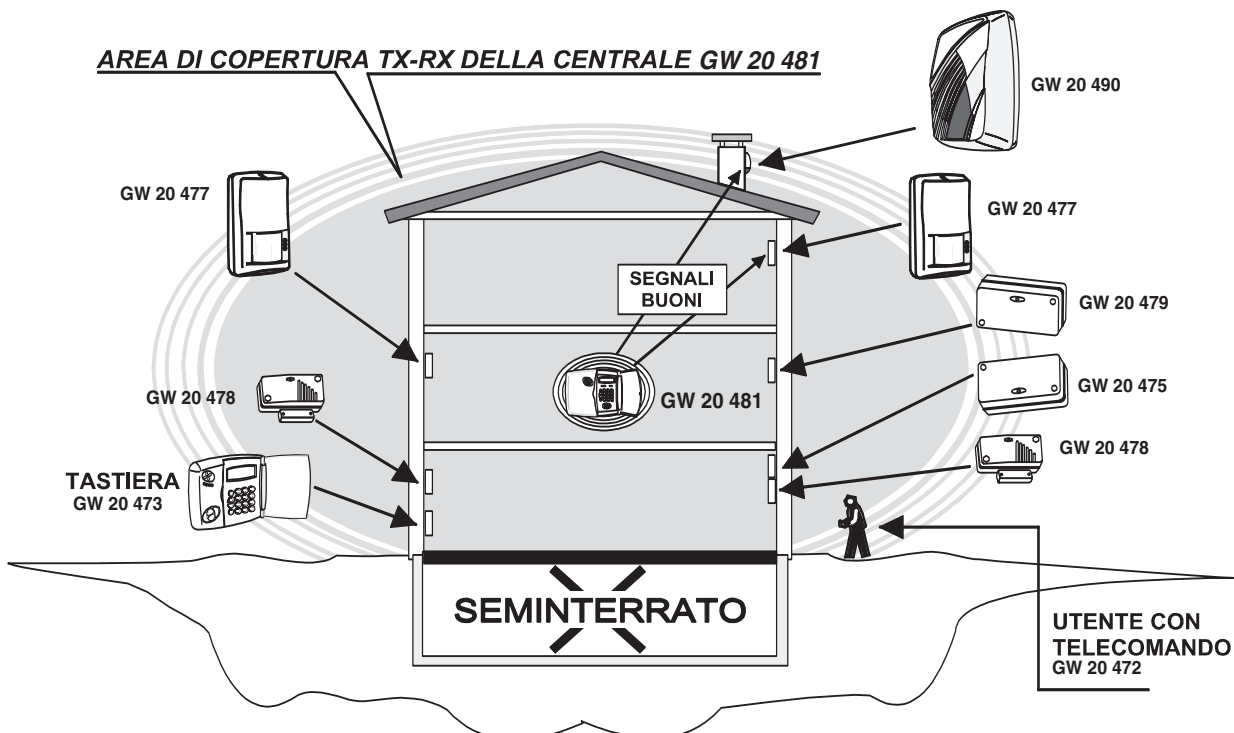 AREA DI COPERTURA TX-RX DELLA CENTRALE GW 20 481
GW 20 490
GW 20 477
GW 20 477
SEGNALI
BUONI
GW 20 479
GW 20 478
GW 20 481
GW 20 475
GW 20 478
TASTIERA
GW 20 473
SEMINTERRATO
UTENTE CON
TELECOMANDO
GW 20 472